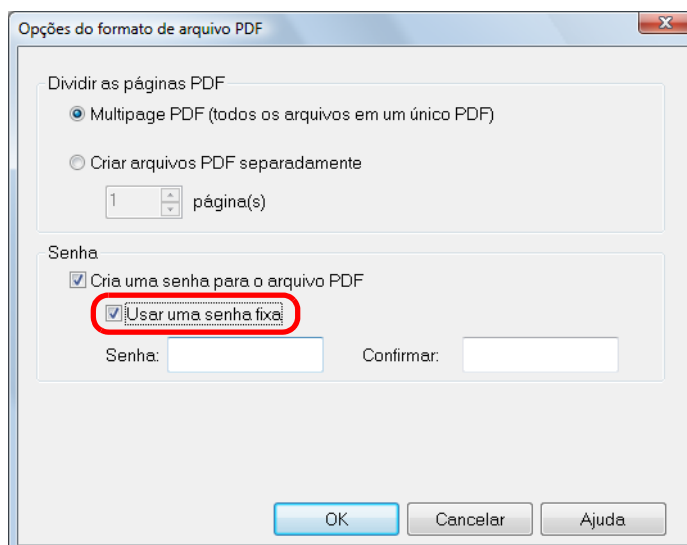 Opções do formato de arquivo PDF
Dividir as páginas PDF
Multipage PDF (todos os arquivos em um único PDF)
Criar arquivos PDF separadamente
1 página(s)
Senha
Cria uma senha para o arquivo PDF
Usar uma senha fixa
Senha: Confirmar:
OK Cancelar Ajuda